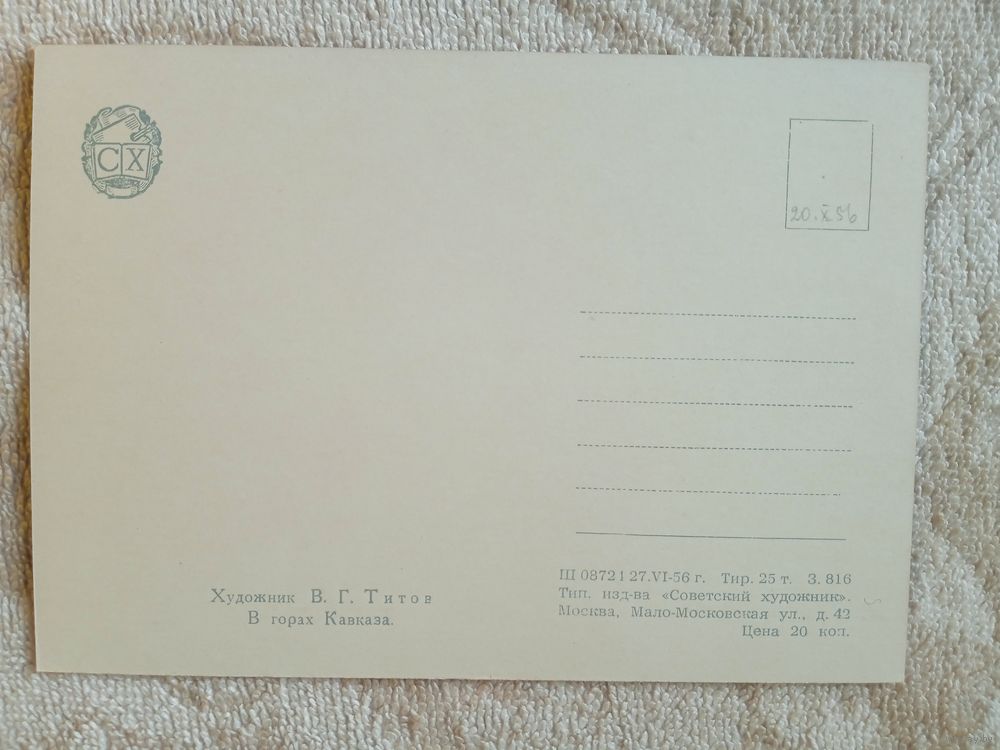 СХ
20.X 56
Художник В. Г. Титов
В горах Кавказа.
Ш 08721 27.VI-56 г. Тир. 25 т. З. 816
Тип. изд-ва «Советский художник».
Москва, Мало-Московская ул., д. 42
Цена 20 коп.